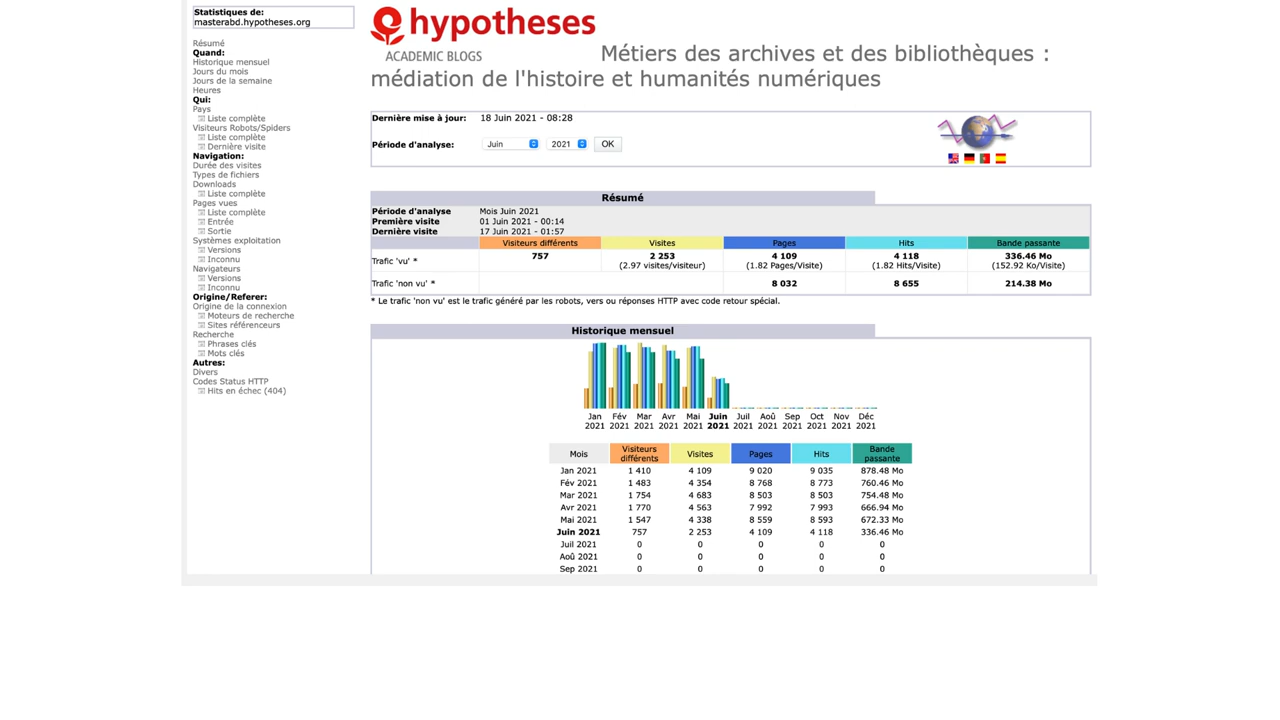 Statistiques de:
masterabd.hypotheses.org
Résumé
Quand:
Historique mensuel
Jours du mois
Jours de la semaine
Heures
Qui:
Pays
Liste complète
Visiteurs Robots/Spiders
Liste complète
Dernière visite
Navigation:
Durée des visites
Types de fichiers
Downloads
Liste complète
Pages vues
Liste complète
Entrée
Sortie
Systèmes exploitation
Versions
Inconnu
Navigateurs
Versions
Inconnu
Origine/Referer:
Origine de la connexion
Moteurs de recherche
Sites référenceurs
Recherche
Phrases clés
Mots clés
Autres:
Divers
Codes Status HTTP
Hits en échec (404)
hypotheses
ACADEMIC BLOGS
Métiers des archives et des bibliothèques :
médiation de l'histoire et humanités numériques
Dernière mise à jour: 18 Juin 2021 - 08:28
Période d'analyse: Juin 2021 OK
Résumé
Période d'analyse Mois Juin 2021
Première visite 01 Juin 2021 - 00:14
Dernière visite 17 Juin 2021 - 01:57
Visiteurs différents Visites Pages Hits Bande passante
Trafic 'vu' * 757 2 253 4 109 4 118 336.46 Mo
(2.97 visites/visiteur) (1.82 Pages/Visite) (1.82 Hits/Visite) (152.92 Ko/Visite)
Trafic 'non vu' * 8 032 8 655 214.38 Mo
* Le trafic 'non vu' est le trafic généré par les robots, vers ou réponses HTTP avec code retour spécial.
Historique mensuel
Jan Fév Mar Avr Mai Juin Juil Aoû Sep Oct Nov Déc
2021 2021 2021 2021 2021 2021 2021 2021 2021 2021 2021 2021
Mois Visiteurs différents Visites Pages Hits Bande passante
Jan 2021 1 410 4 109 9 020 9 035 878.48 Mo
Fév 2021 1 483 4 354 8 768 8 773 760.46 Mo
Mar 2021 1 754 4 683 8 503 8 503 754.48 Mo
Avr 2021 1 770 4 563 7 992 7 993 666.94 Mo
Mai 2021 1 547 4 338 8 559 8 593 672.33 Mo
Juin 2021 757 2 253 4 109 4 118 336.46 Mo
Juil 2021 0 0 0 0 0
Aoû 2021 0 0 0 0 0
Sep 2021 0 0 0 0 0